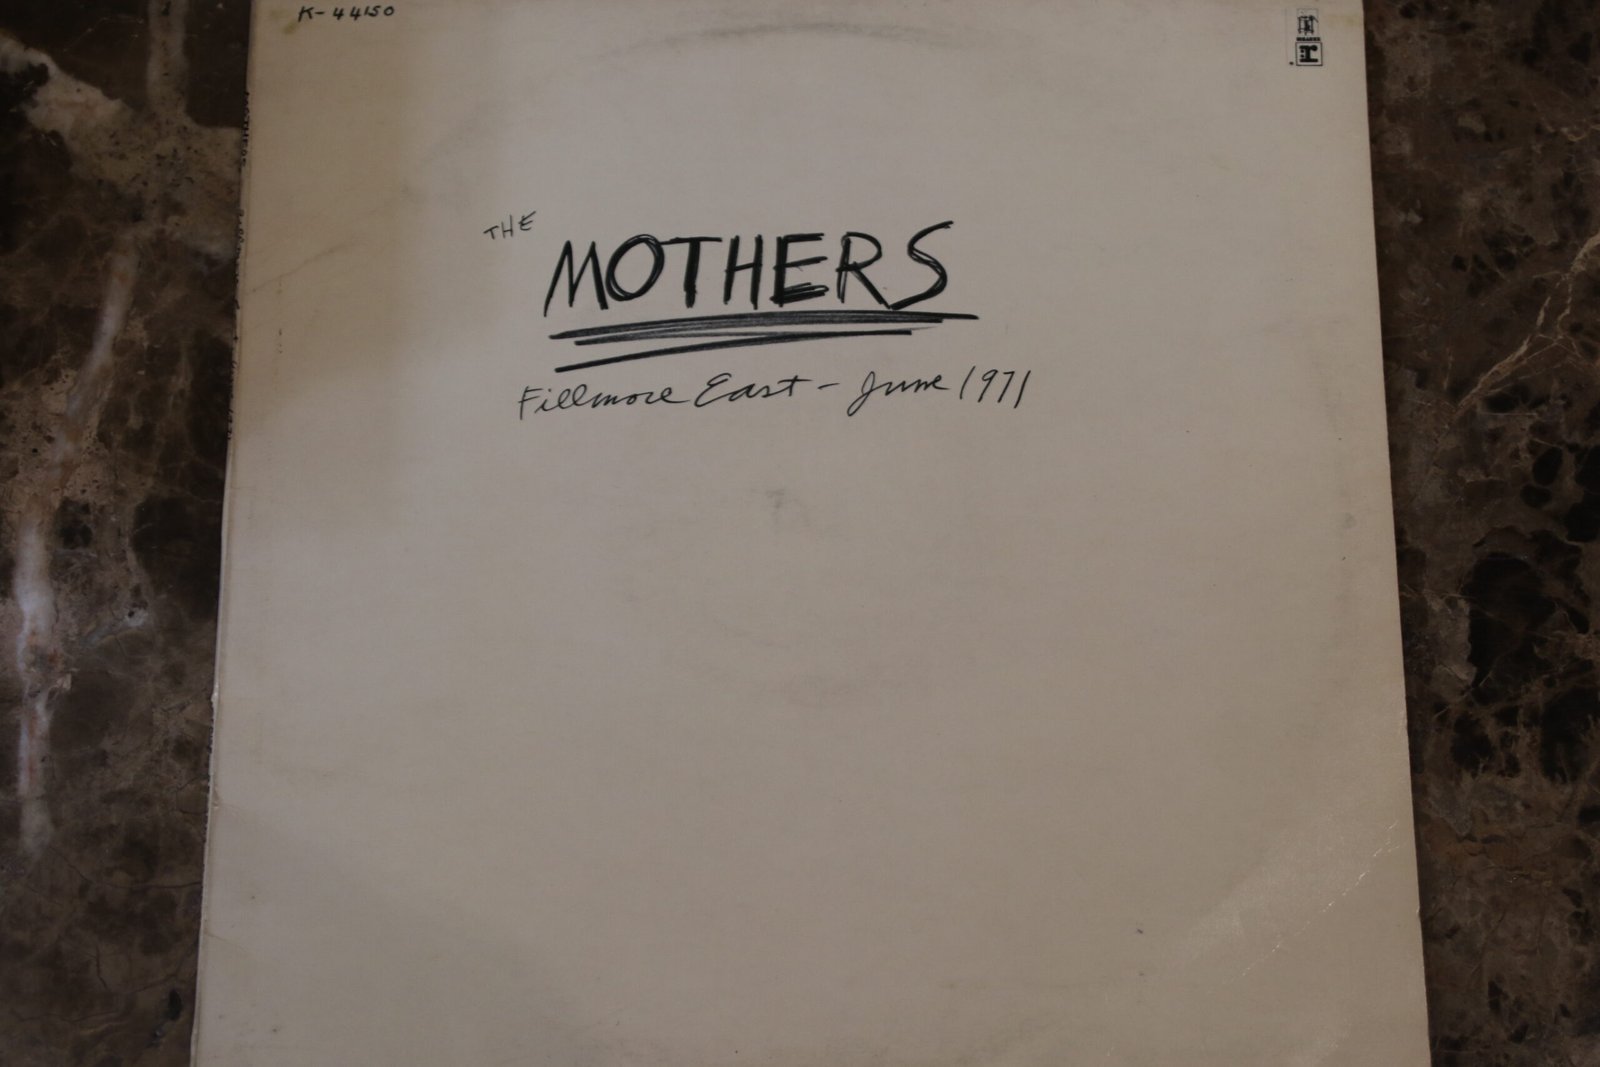 K-44150
THE
MOTHERS
Fillmore East - June 1971
r